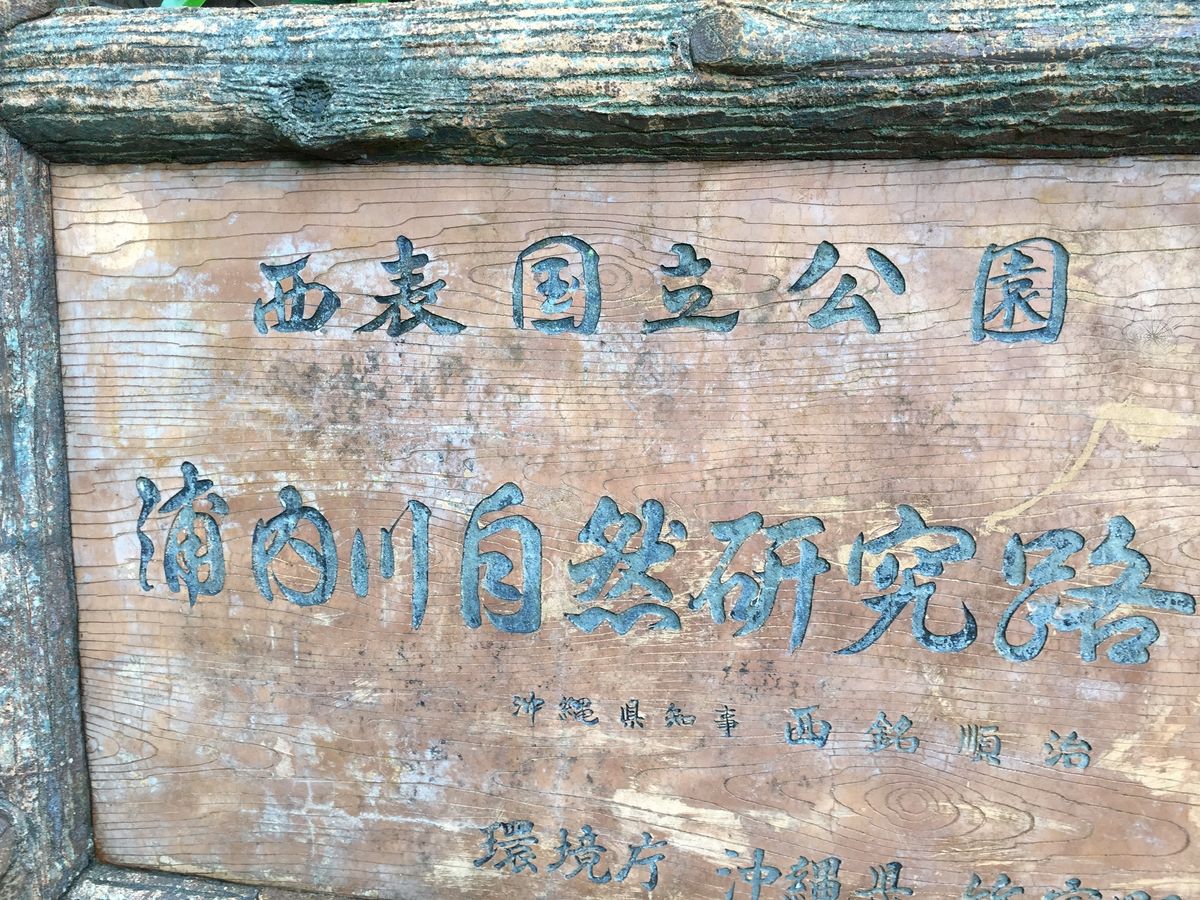 西表国立公園
浦内川自然研究路
沖縄県知事 西銘順治
環境庁 沖縄県